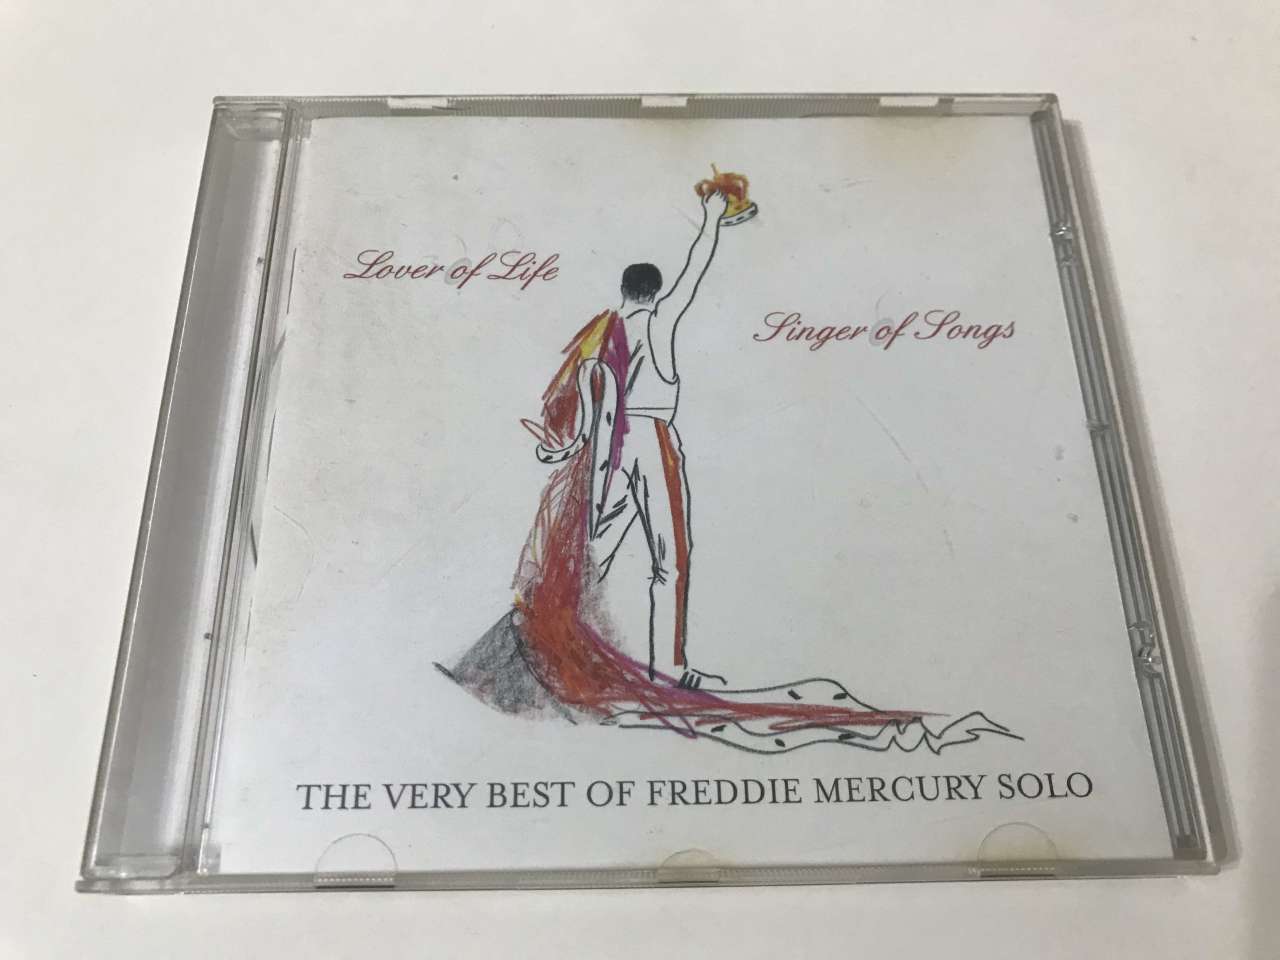 Lover of Life
Singer of Songs
THE VERY BEST OF FREDDIE MERCURY SOLO